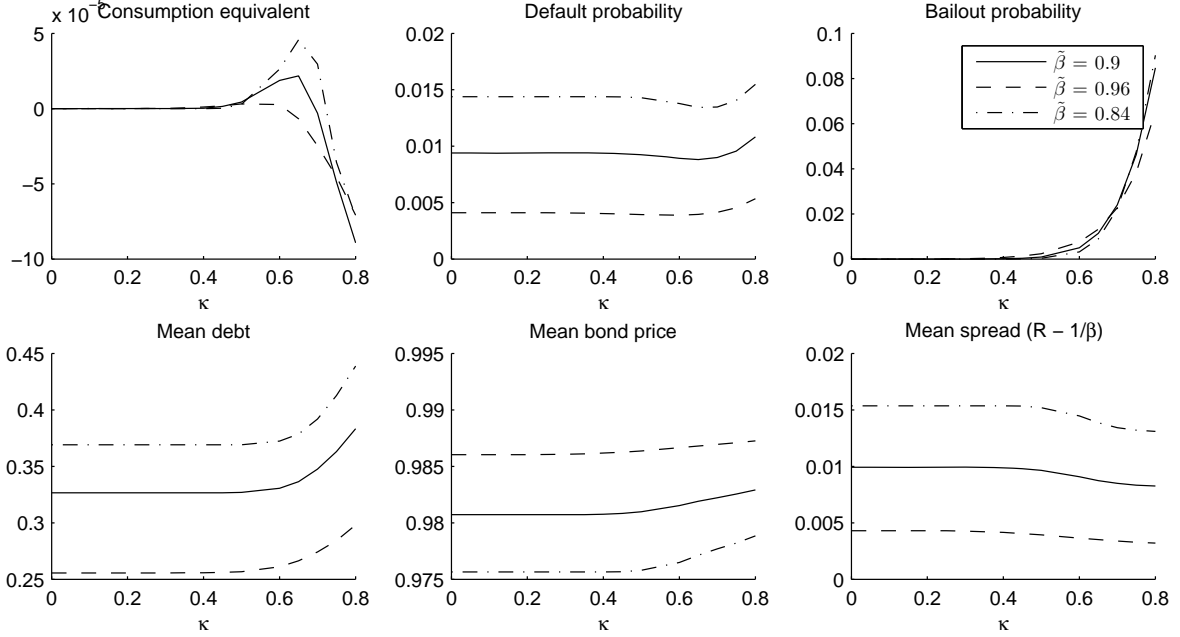 x 10⁻⁵
Consumption equivalent
5
0
−5
−10
0 0.2 0.4 0.6 0.8
κ
Default probability
0.02
0.015
0.01
0.005
0
0 0.2 0.4 0.6 0.8
κ
Bailout probability
0.1
0.08
0.06
0.04
0.02
0
0 0.2 0.4 0.6 0.8
κ
β̃ = 0.9
β̃ = 0.96
β̃ = 0.84
Mean debt
0.45
0.4
0.35
0.3
0.25
0 0.2 0.4 0.6 0.8
κ
Mean bond price
0.995
0.99
0.985
0.98
0.975
0 0.2 0.4 0.6 0.8
κ
Mean spread (R − 1/β)
0.02
0.015
0.01
0.005
0
0 0.2 0.4 0.6 0.8
κ